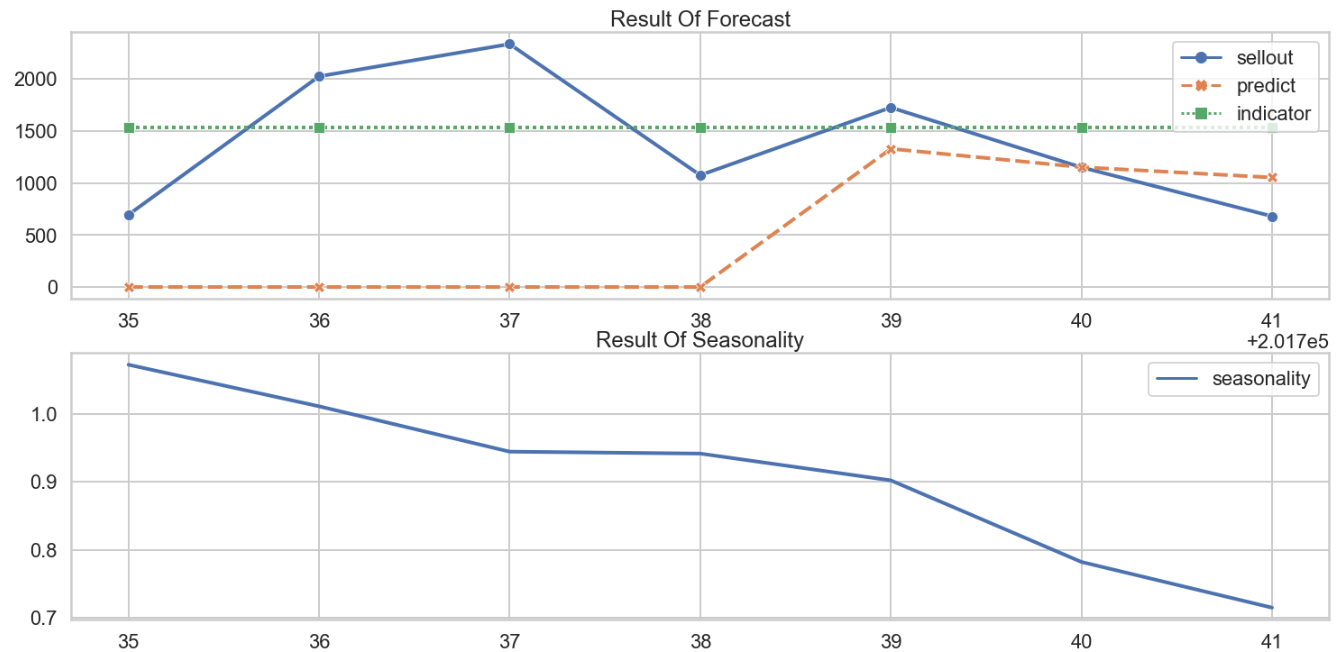 Result Of Forecast
2000
1500
1000
500
0
sellout
predict
indicator
35 36 37 38 39 40 41
+2.017e5
Result Of Seasonality
1.0
0.9
0.8
0.7
seasonality
35 36 37 38 39 40 41